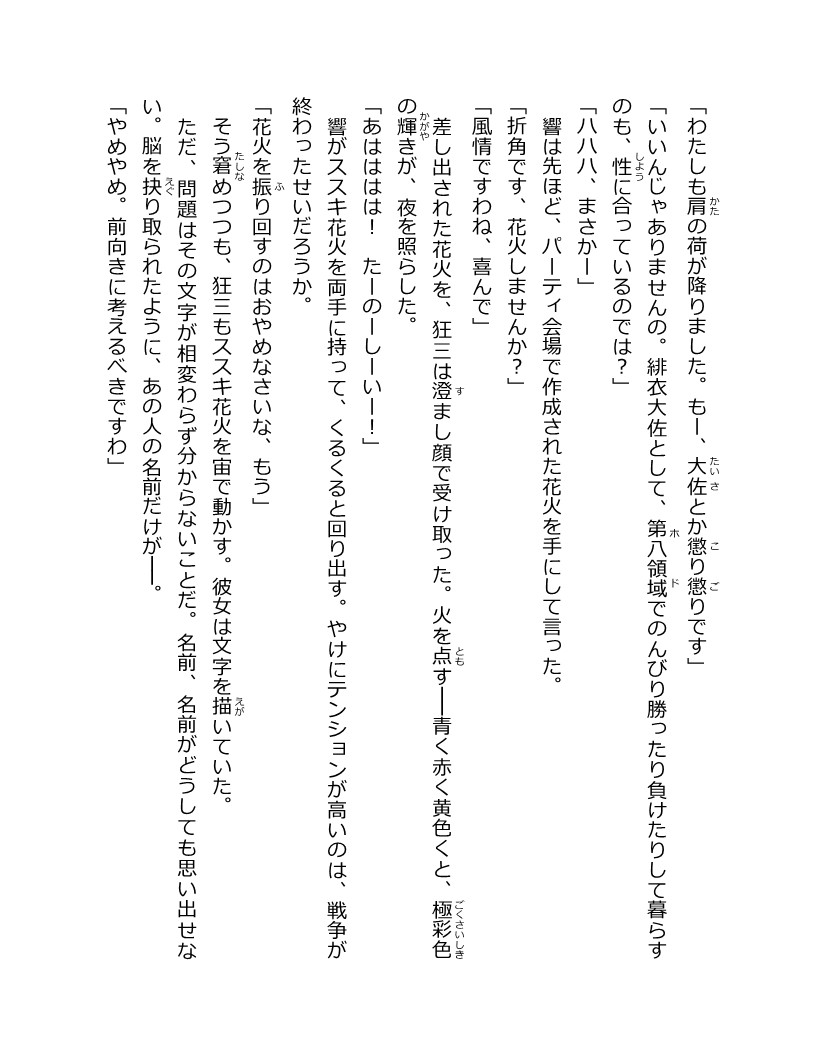 「わたしも肩の荷が降りました。もー、大佐とか懲り懲りです」
「いいんじゃありませんの。緋衣大佐として、第八領域でのんびり勝ったり負けたりして暮らす
のも、性に合っているのでは？」
「ハハハ、まさかー」
　響は先ほど、パーティ会場で作成された花火を手にして言った。
「折角です、花火しませんか？」
「風情ですわね、喜んで」
　差し出された花火を、狂三は澄まし顔で受け取った。火を点す――青く赤く黄色くと、極彩色
の輝きが、夜を照らした。
「あはははは！　たーのーしーいー！」
　響がススキ花火を両手に持って、くるくると回り出す。やけにテンションが高いのは、戦争が
終わったせいだろうか。
「花火を振り回すのはおやめなさいな、もう」
　そう窘めつつも、狂三もススキ花火を宙で動かす。彼女は文字を描いていた。
　ただ、問題はその文字が相変わらず分からないことだ。名前、名前がどうしても思い出せな
い。脳を抉り取られたように、あの人の名前だけが――。
「やめやめ。前向きに考えるべきですわ」